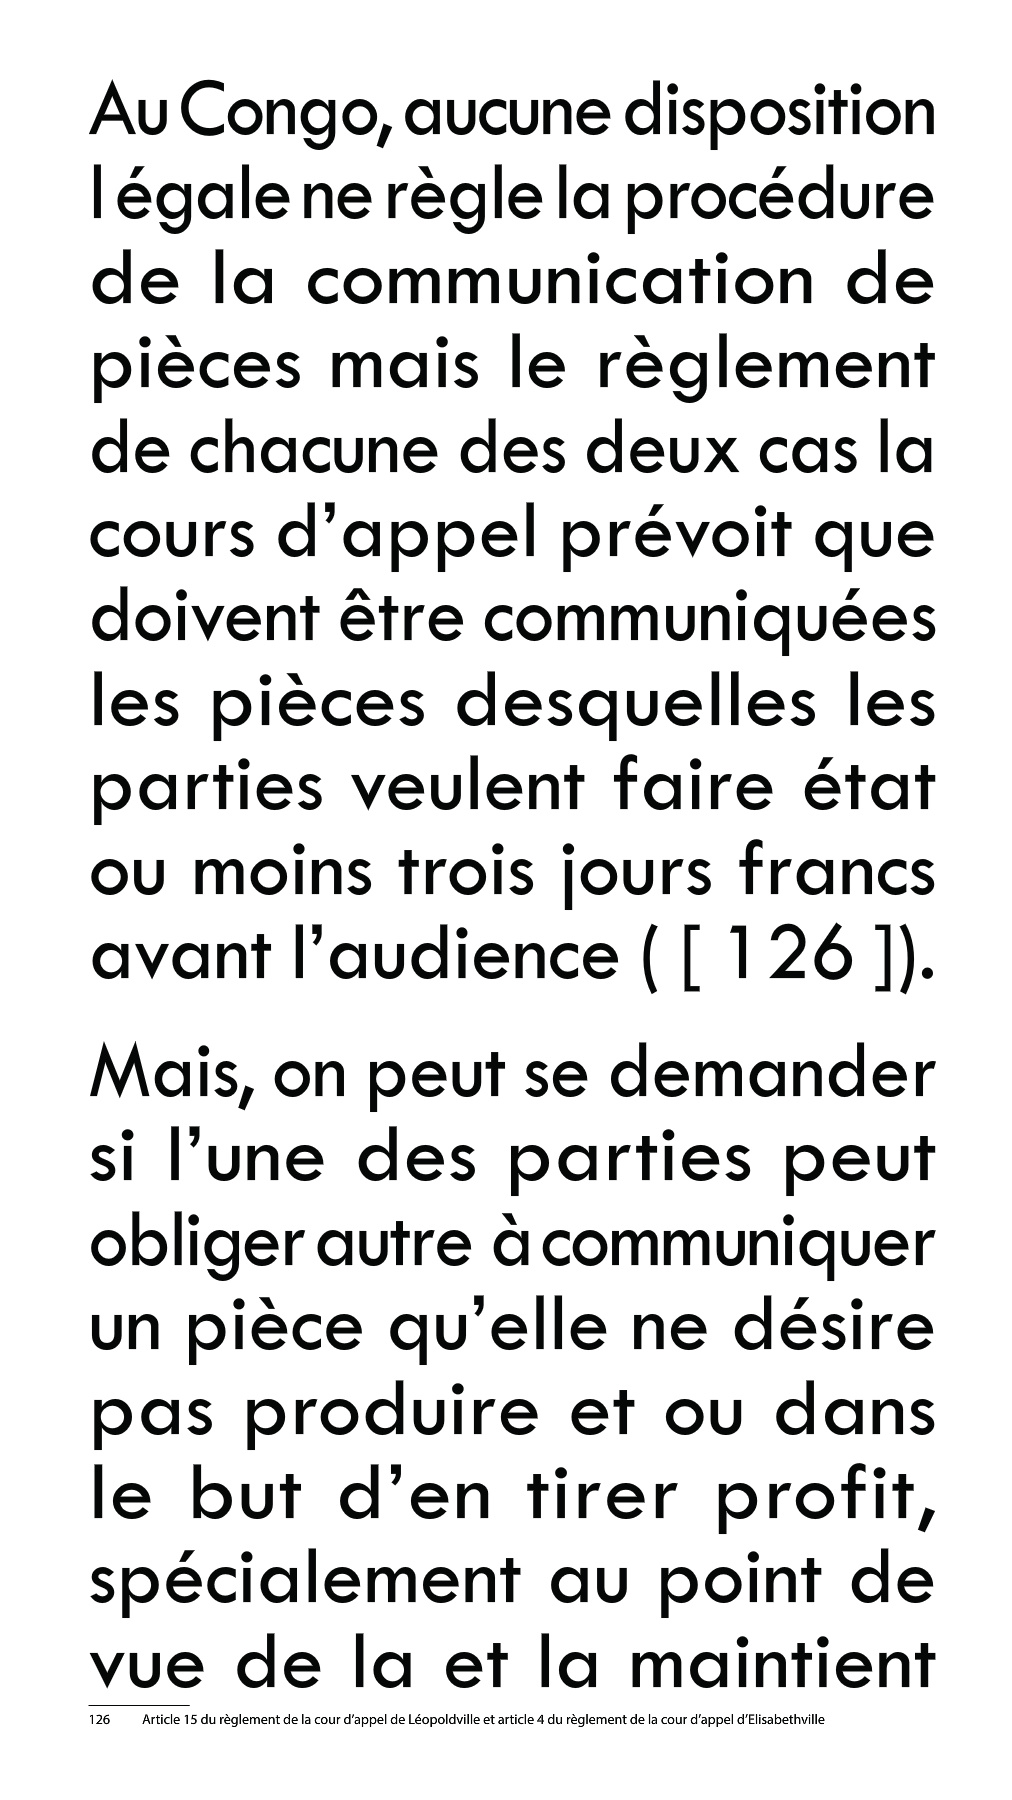 Au Congo, aucune disposition
légale ne règle la procédure
de la communication de
pièces mais le règlement
de chacune des deux cas la
cours d’appel prévoit que
doivent être communiquées
les pièces desquelles les
parties veulent faire état
ou moins trois jours francs
avant l’audience ( [ 126 ]).
Mais, on peut se demander
si l’une des parties peut
obliger autre à communiquer
un pièce qu’elle ne désire
pas produire et ou dans
le but d’en tirer profit,
spécialement au point de
vue de la et la maintient
126 Article 15 du règlement de la cour d’appel de Léopoldville et article 4 du règlement de la cour d’appel d’Elisabethville